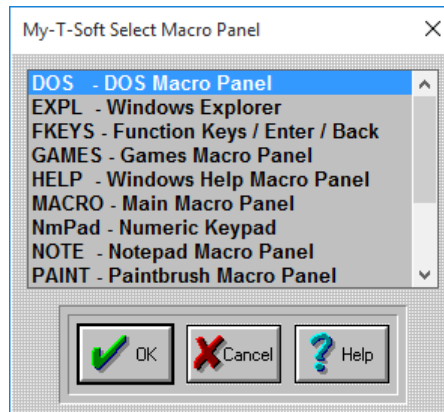 My-T-Soft Select Macro Panel
DOS - DOS Macro Panel
EXPL - Windows Explorer
FKEYS - Function Keys / Enter / Back
GAMES - Games Macro Panel
HELP - Windows Help Macro Panel
MACRO - Main Macro Panel
NmPad - Numeric Keypad
NOTE - Notepad Macro Panel
PAINT - Paintbrush Macro Panel
OK Cancel Help